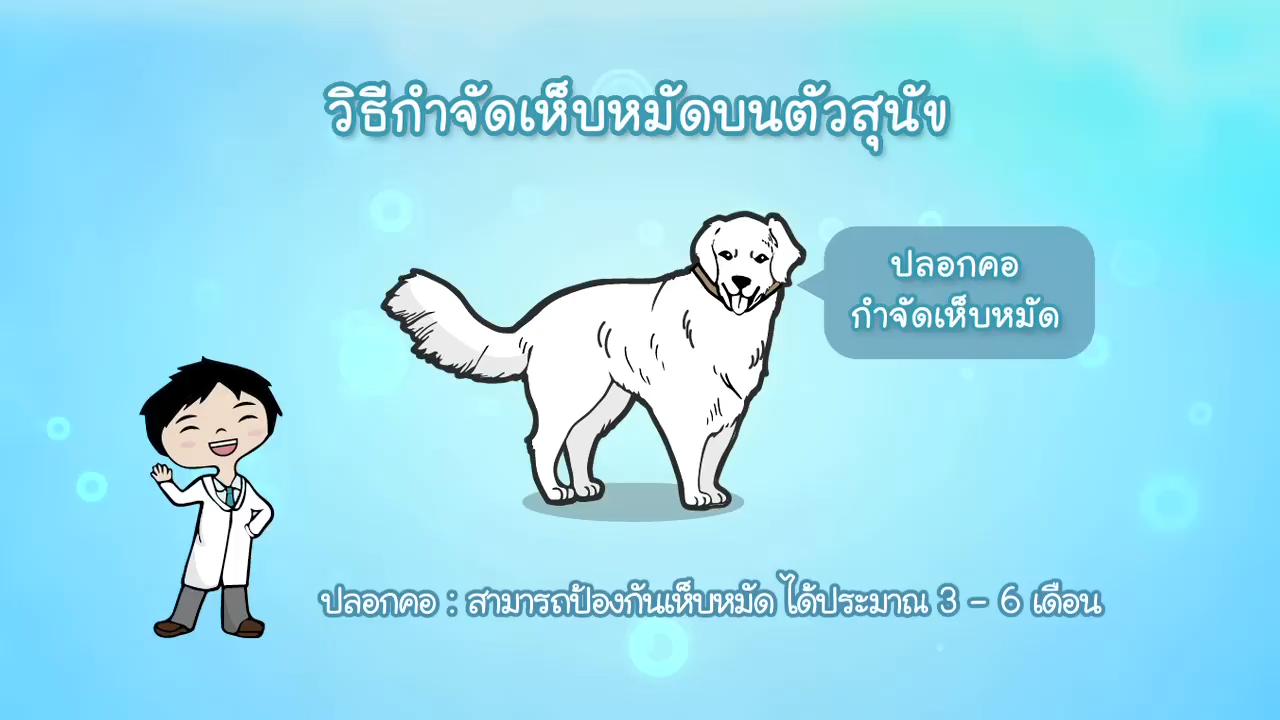 วิธีกำจัดเห็บหมัดบนตัวสุนัข
ปลอกคอ
กำจัดเห็บหมัด
ปลอกคอ : สามารถป้องกันเห็บหมัด ได้ประมาณ 3 - 6 เดือน